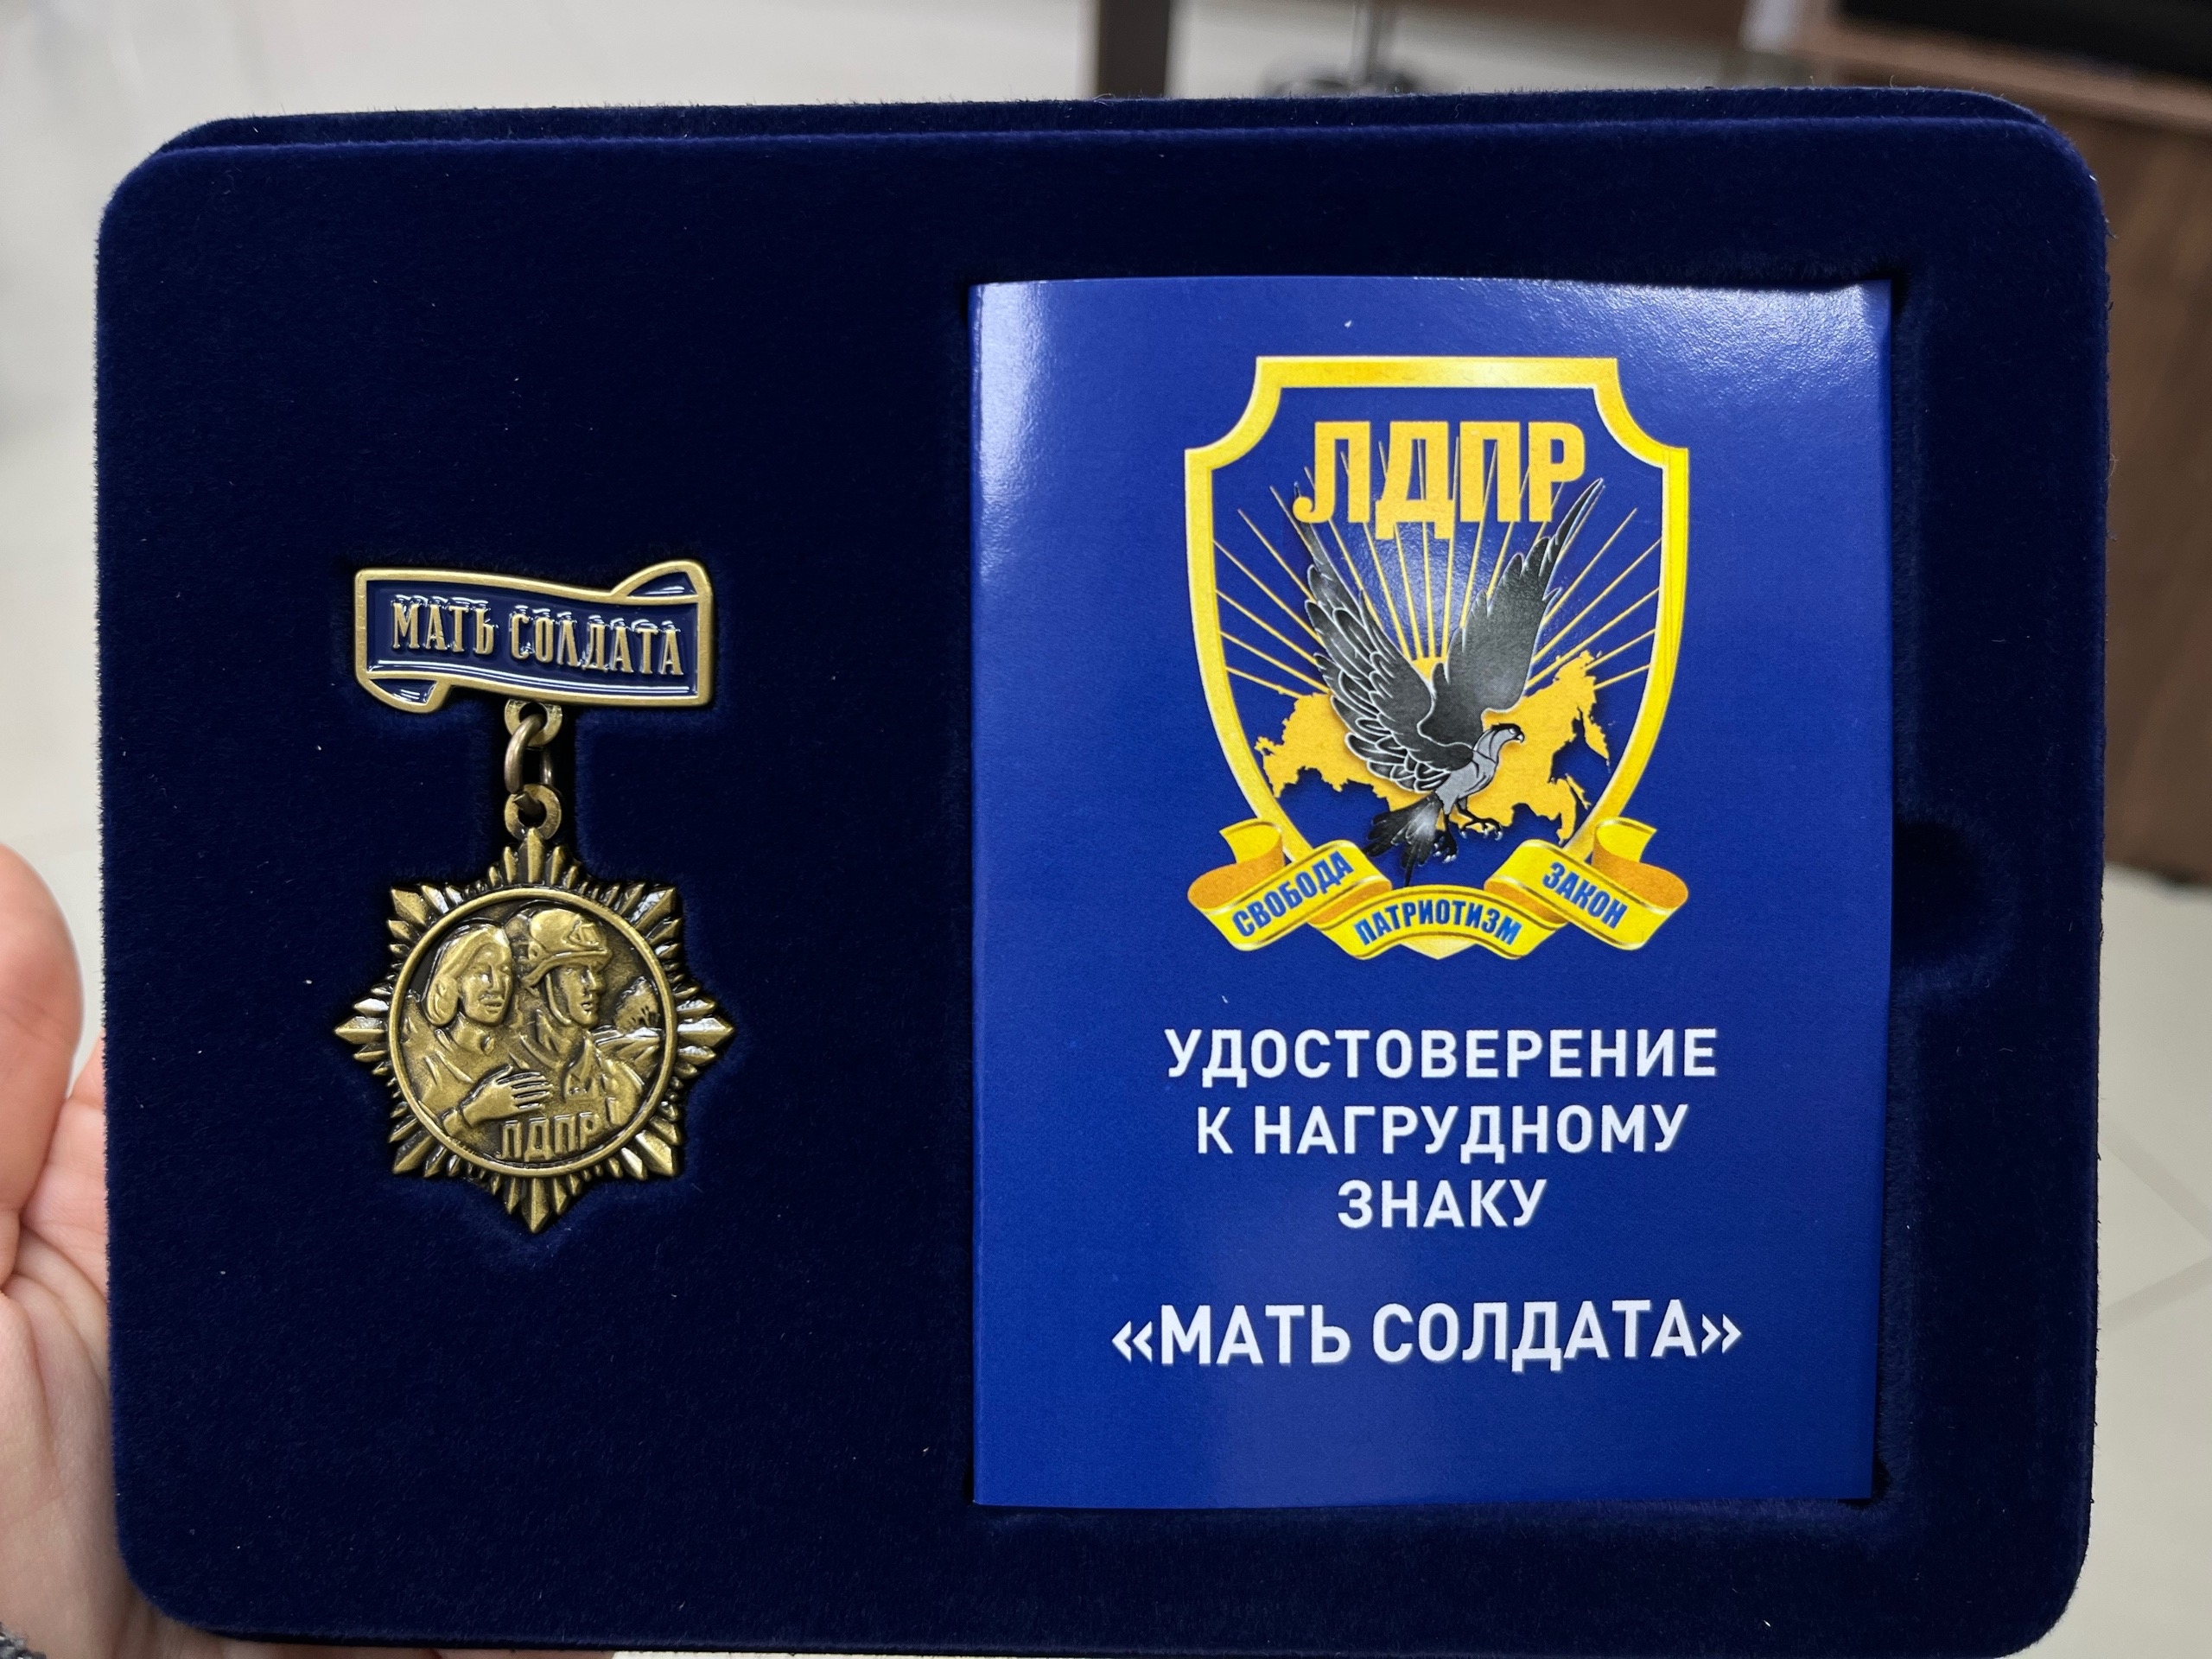 МАТЬ СОЛДАТА
ЛДПР
ЛДПР
СВОБОДА
ПАТРИОТИЗМ
ЗАКОН
УДОСТОВЕРЕНИЕ
К НАГРУДНОМУ
ЗНАКУ
«МАТЬ СОЛДАТА»